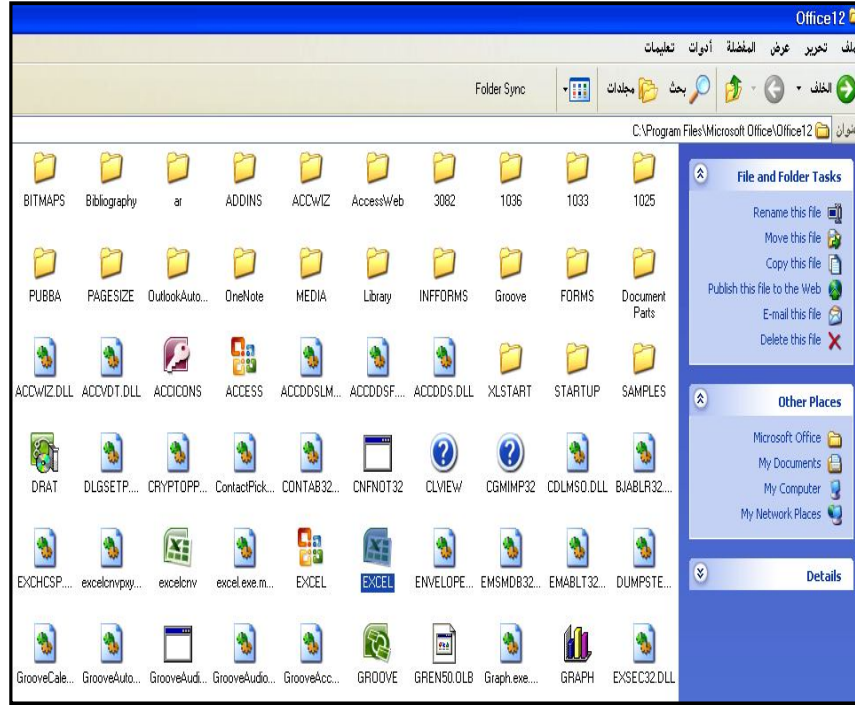 Office12
ملف تحرير عرض المفضلة أدوات تعليمات
الخلف بحث مجلدات Folder Sync
C:\Program Files\Microsoft Office\Office12
File and Folder Tasks
Rename this file
Move this file
Copy this file
Publish this file to the Web
E-mail this file
Delete this file
Other Places
Microsoft Office
My Documents
My Computer
My Network Places
Details
1025
1033
1036
3082
AccessWeb
ACCWIZ
ADDINS
ar
Bibliography
BITMAPS
Document
Parts
FORMS
Groove
INFFORMS
Library
MEDIA
OneNote
OutlookAuto...
PAGESIZE
PUBBA
SAMPLES
STARTUP
XLSTART
ACCDDS.DLL
ACCDDSF....
ACCDDSLM...
ACCESS
ACCICONS
ACCVDT.DLL
ACCWIZ.DLL
BJABLR32....
CDLMSO.DLL
CGMIMP32
CLVIEW
CNFNOT32
CONTAB32...
ContactPick...
CRYPTOPP...
DLGSETP....
DRAT
DUMPSTE...
EMABLT32...
EMSMDB32...
ENVELOPE...
EXCEL
EXCEL
excel.exe.m...
excelcnv
excelcnvpxy...
EXCHCSP....
EXSEC32.DLL
GRAPH
Graph.exe....
GREN50.OLB
GROOVE
GrooveAcc...
GrooveAudio...
GrooveAudi...
GrooveAuto...
GrooveCale...